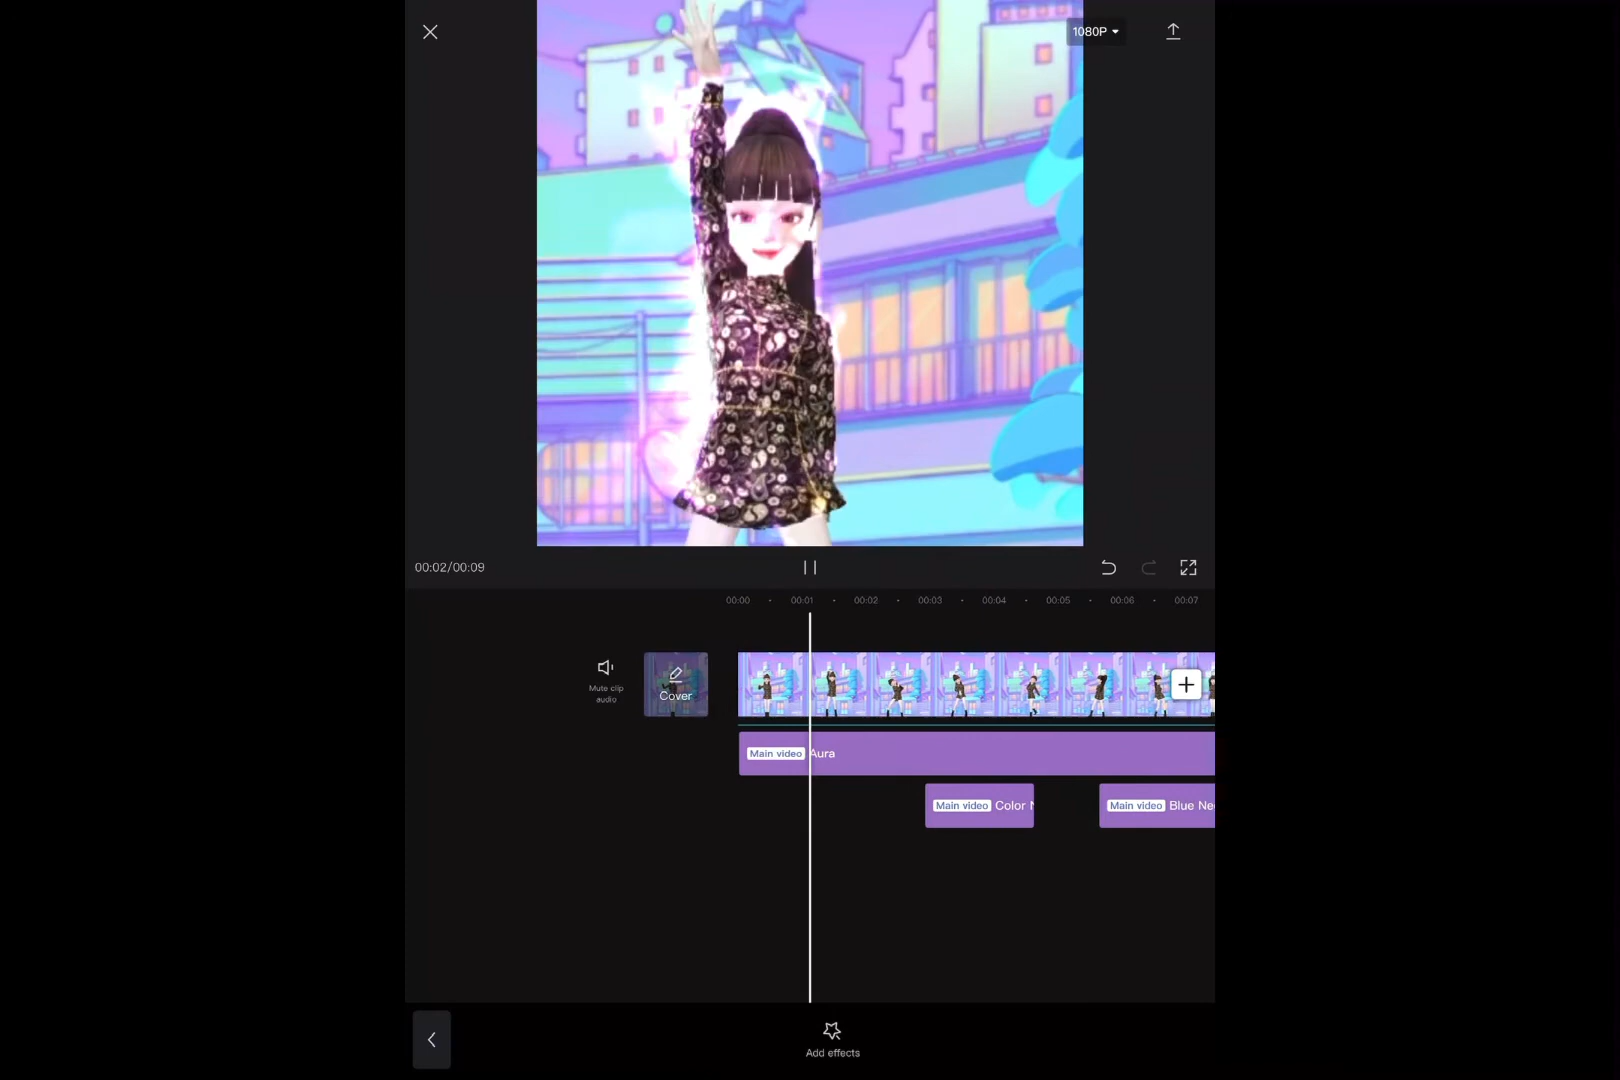 1080P
00:02/00:09
00:00 00:01 00:02 00:03 00:04 00:05 00:06 00:07
Mute clip
audio
Cover
Main video Aura
Main video Color
Main video Blue Ne
Add effects